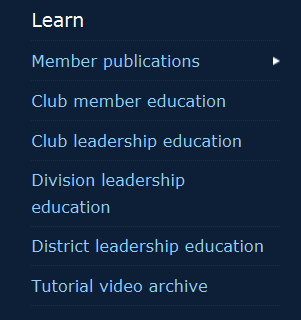 Learn
Member publications
Club member education
Club leadership education
Division leadership
education
District leadership education
Tutorial video archive